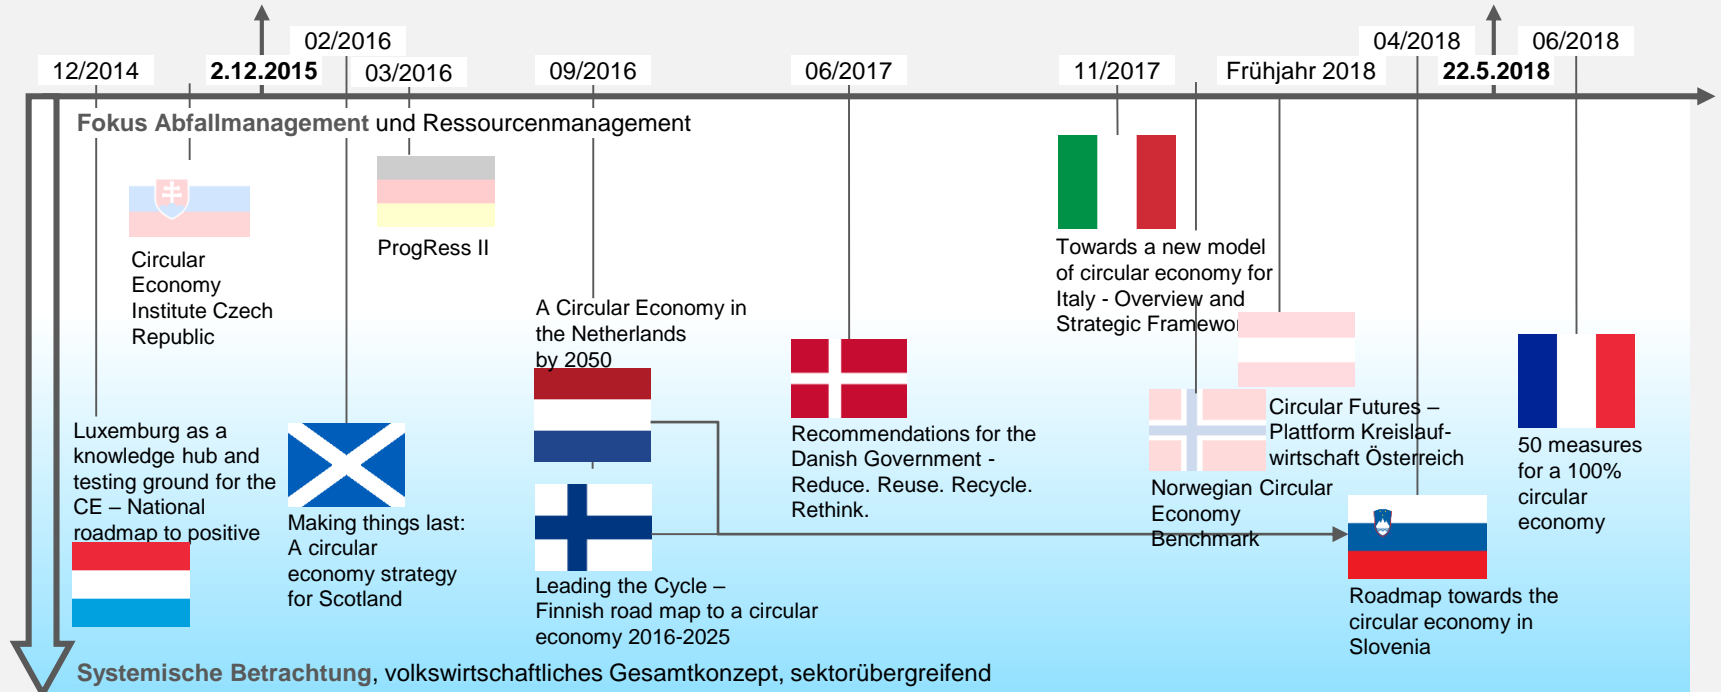 02/2016
04/2018
06/2018
12/2014
2.12.2015
03/2016
09/2016
06/2017
11/2017
Frühjahr 2018
22.5.2018
Fokus Abfallmanagement und Ressourcenmanagement
Circular
Economy
Institute Czech
Republic
ProgRess II
A Circular Economy in
the Netherlands
by 2050
Towards a new model
of circular economy for
Italy - Overview and
Strategic Framewor
Luxemburg as a
knowledge hub and
testing ground for the
CE – National
roadmap to positive
Making things last:
A circular
economy strategy
for Scotland
Leading the Cycle –
Finnish road map to a circular
economy 2016-2025
Recommendations for the
Danish Government -
Reduce. Reuse. Recycle.
Rethink.
Circular Futures –
Plattform Kreislauf-
wirtschaft Österreich
Norwegian Circular
Economy
Benchmark
50 measures
for a 100%
circular
economy
Roadmap towards the
circular economy in
Slovenia
Systemische Betrachtung, volkswirtschaftliches Gesamtkonzept, sektorübergreifend